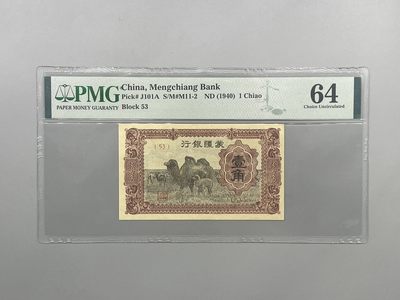 PMG
PAPER MONEY GUARANTY
China, Mengchiang Bank
Pick# J101A S/M#M11-2 ND (1940) 1 Chiao
Block 53
64
Choice Uncirculated
行銀疆蒙
(53)
壹角